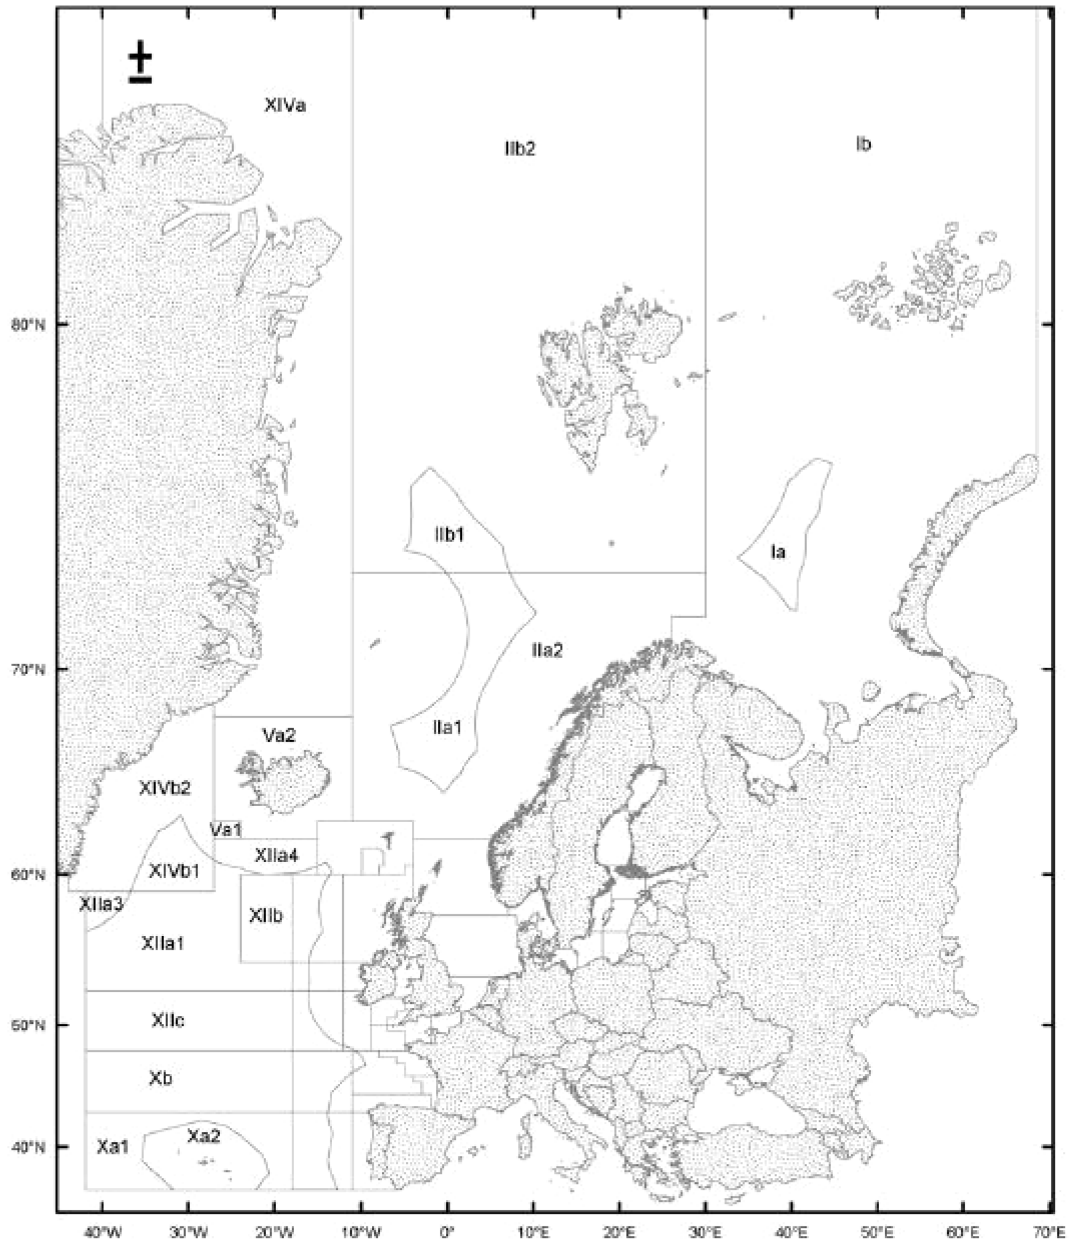 ±
XIVa
IIb2
Ib
80°N
IIb1
Ia
IIa2
70°N
IIa1
Va2
XIVb2
Va1
XIIa4
XIVb1
60°N
XIIa3
XIIb
XIIa1
XIIc
50°N
Xb
Xa2
Xa1
40°N
40°W 30°W 20°W 10°W 0° 10°E 20°E 30°E 40°E 50°E 60°E 70°E